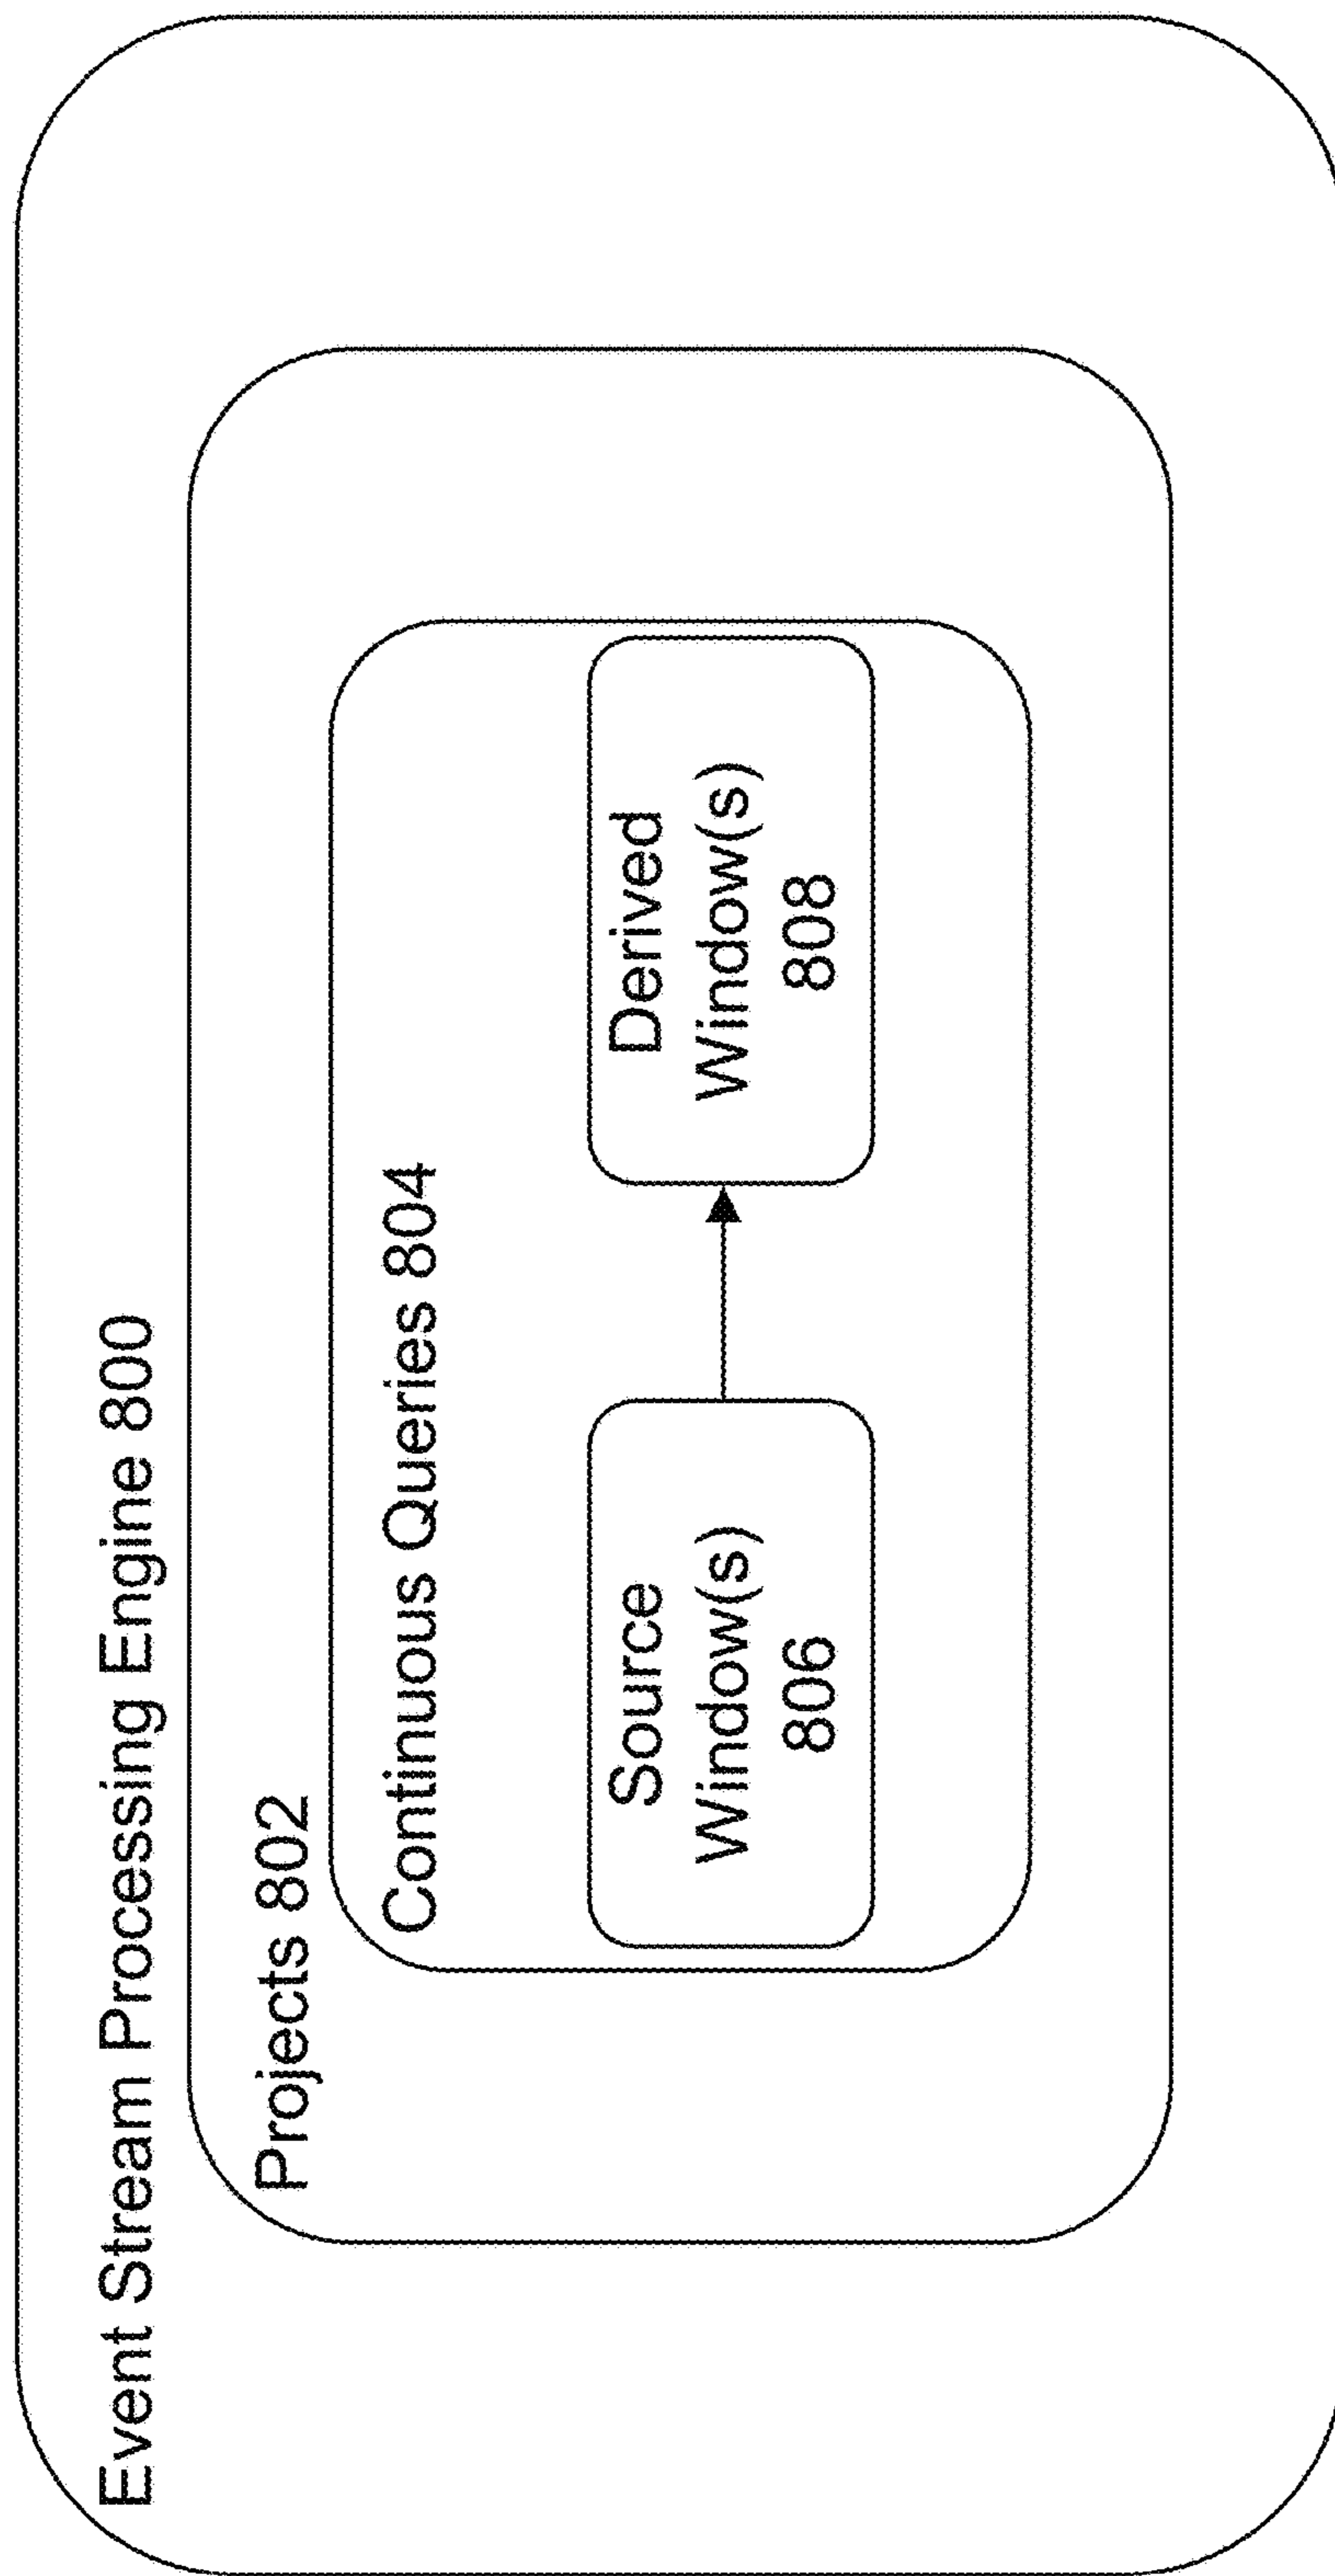 Event Stream Processing Engine 800
Projects 802
Continuous Queries 804
Source
Window(s)
806
Derived
Window(s)
808